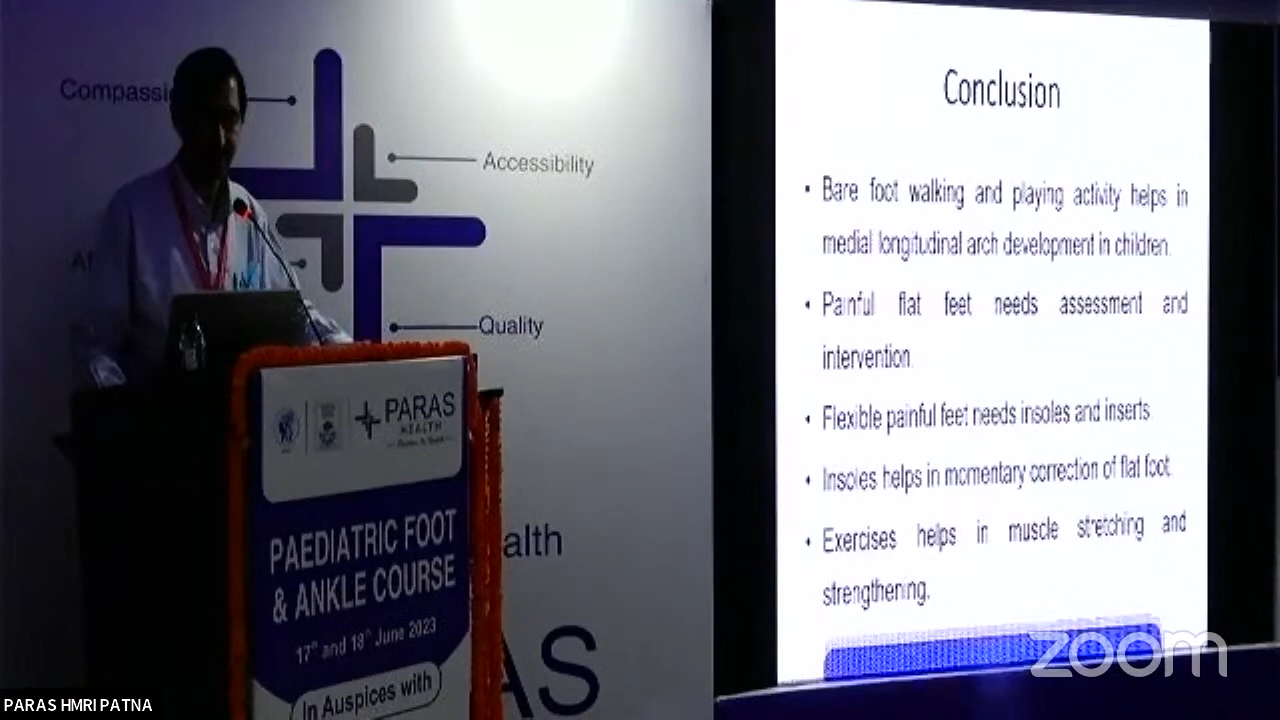 Compassi
Accessibility
Af
Quality
alth
AS
PARAS
HEALTH
PAEDIATRIC FOOT
& ANKLE COURSE
17th and 18th June 2023
In Auspices with
Conclusion
• Bare foot walking and playing activity helps in
medial longitudinal arch development in children.
• Painful flat feet needs assessment and
intervention.
• Flexible painful feet needs insoles and inserts.
• Insoles helps in momentary correction of flat foot.
• Exercises helps in muscle stretching and
strengthening.
zoom
PARAS HMRI PATNA